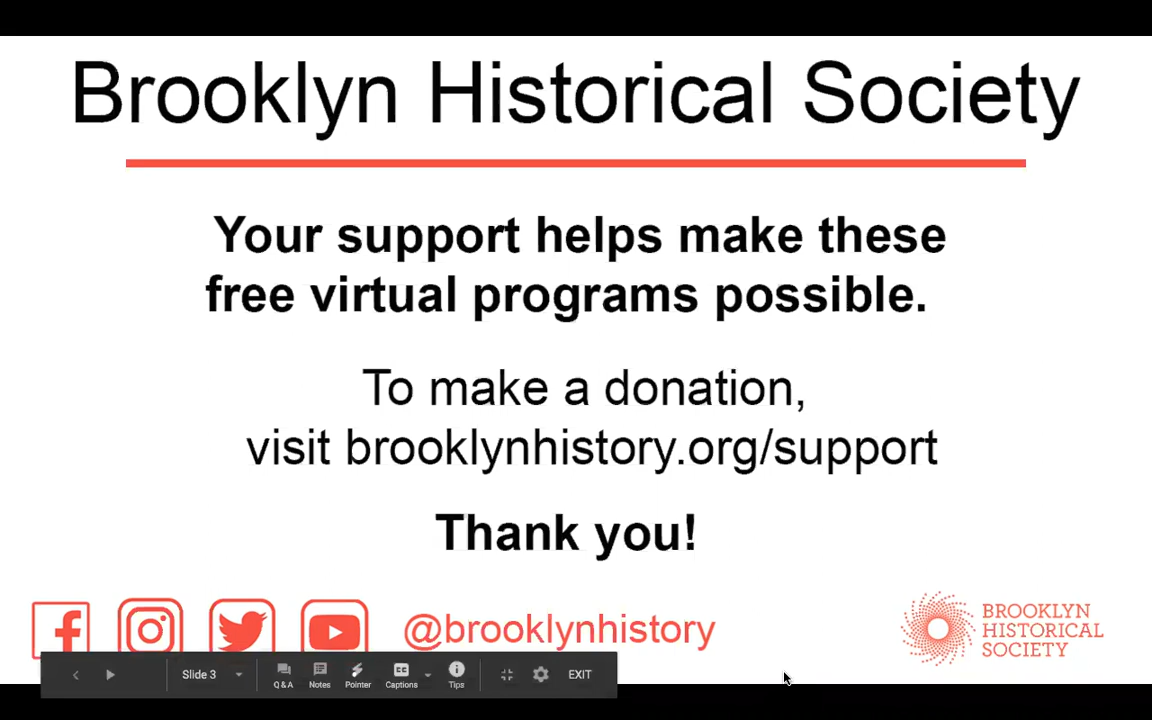 Brooklyn Historical Society
Your support helps make these
free virtual programs possible.
To make a donation,
visit brooklynhistory.org/support
Thank you!
@brooklynhistory
BROOKLYN
HISTORICAL
SOCIETY
Slide 3
Q & A
Notes
Pointer
CC
Captions
Tips
EXIT